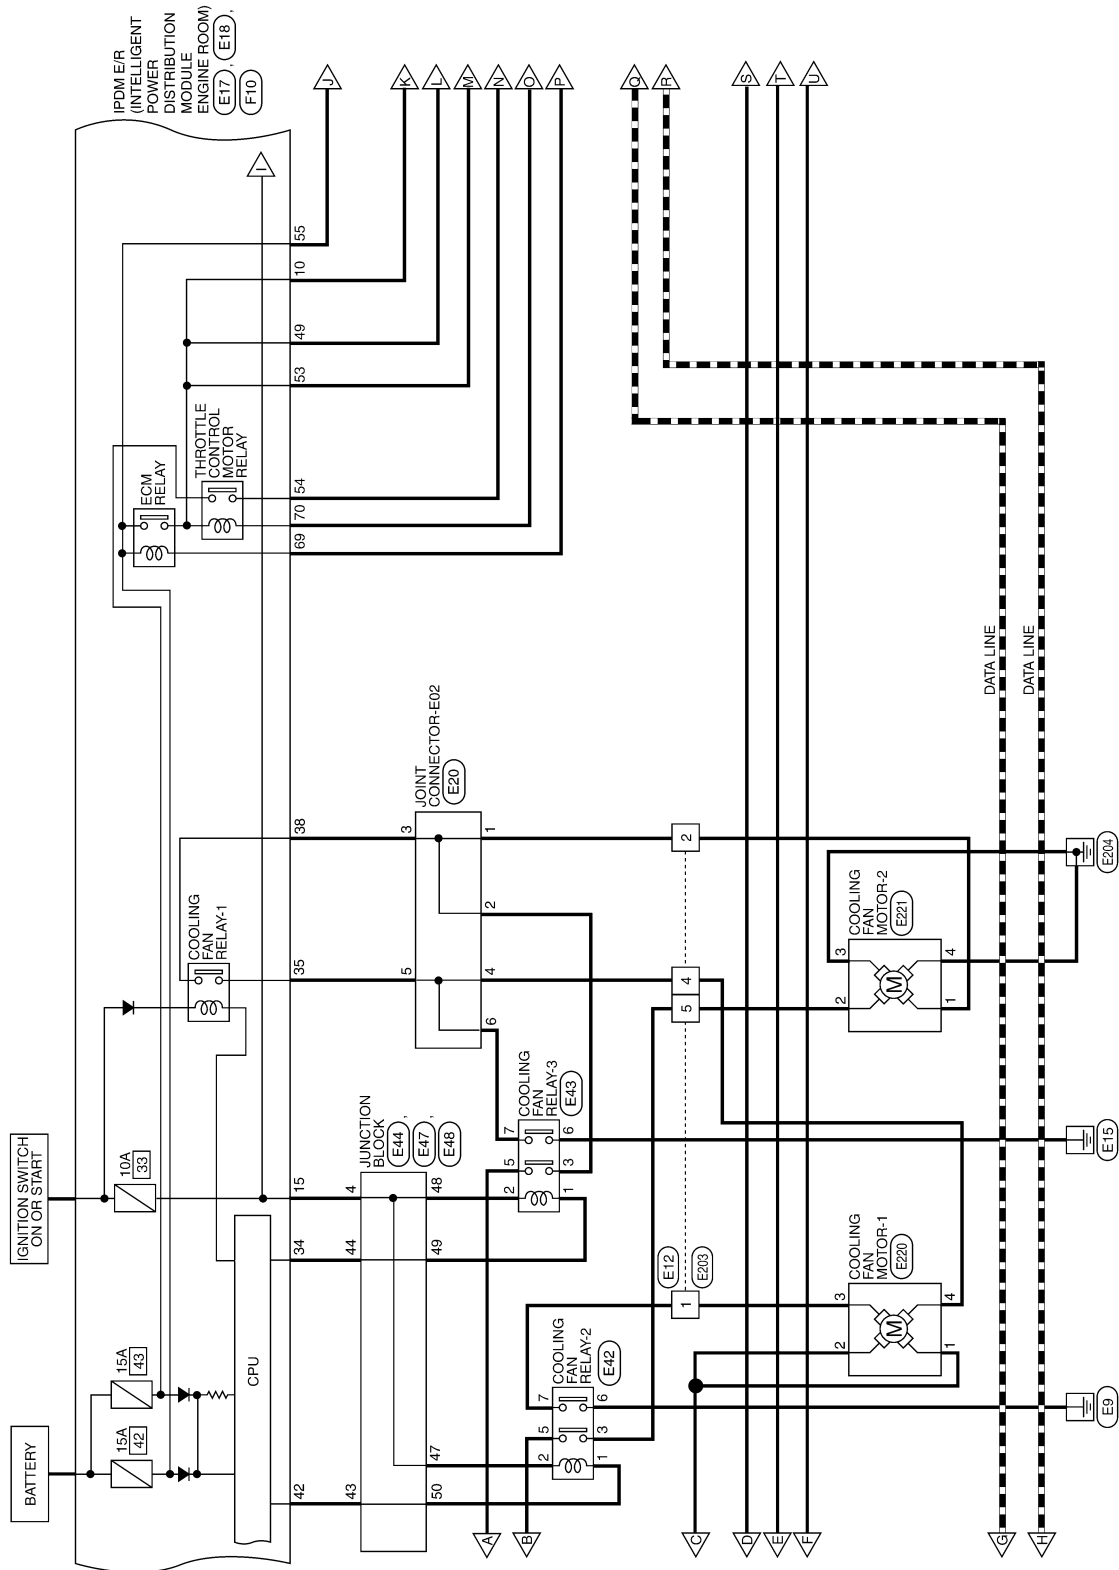 IPDM E/R
(INTELLIGENT
POWER
DISTRIBUTION
MODULE
ENGINE ROOM)
E17 , E18 ,
F10
BATTERY
IGNITION SWITCH
ON OR START
15A
42
15A
43
10A
33
CPU
COOLING
FAN
RELAY-1
ECM
RELAY
THROTTLE
CONTROL
MOTOR
RELAY
I
42
34
15
35
38
69
70
54
53
49
10
55
J
K
L
M
N
O
P
Q
R
S
T
U
JUNCTION
BLOCK
E44 ,
E47 ,
E48
43
44
4
50
47
49
48
JOINT
CONNECTOR-E02
E20
5
3
6
4
2
1
COOLING
FAN
RELAY-3
E43
2
5
7
1
3
6
COOLING
FAN
RELAY-2
E42
2
5
7
1
3
6
E12
E203
1
5
4
2
COOLING
FAN
MOTOR-1
E220
2
3
M
1
4
COOLING
FAN
MOTOR-2
E221
2
3
M
1
4
DATA LINE
DATA LINE
E9
E15
E204
A
B
C
D
E
F
G
H